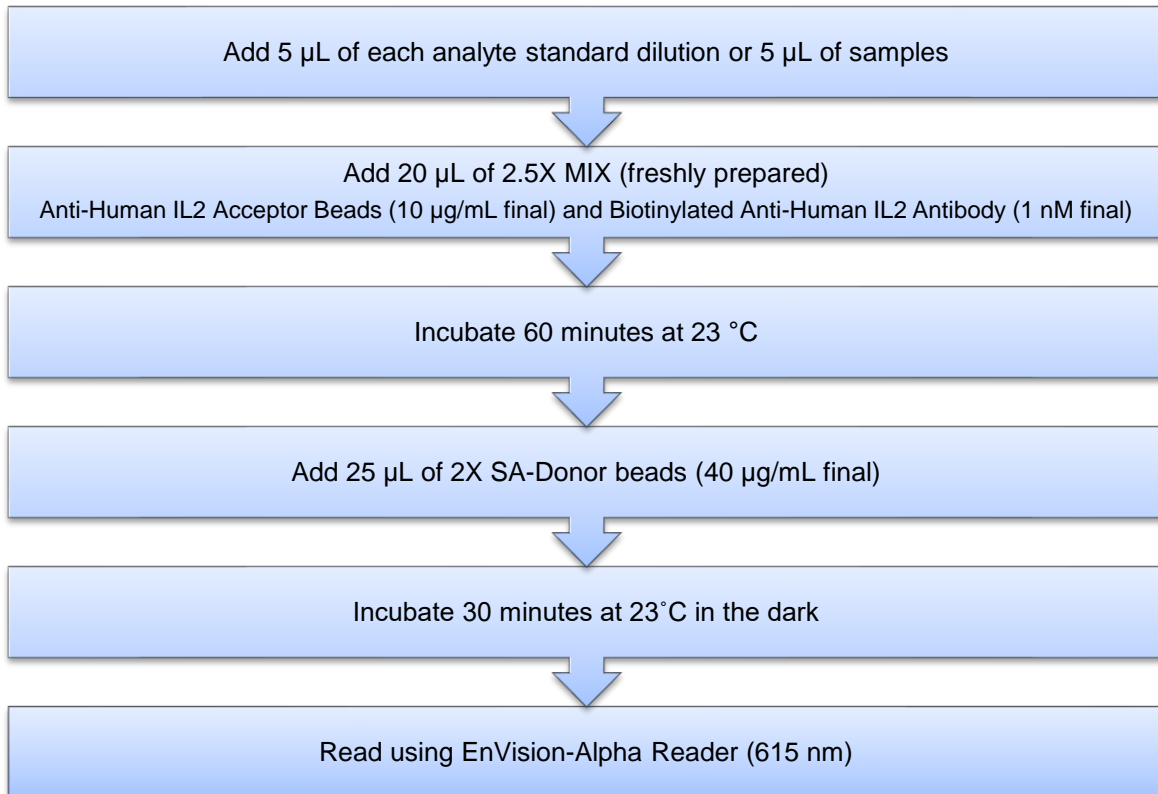 Add 5 µL of each analyte standard dilution or 5 µL of samples
Add 20 µL of 2.5X MIX (freshly prepared)
Anti-Human IL2 Acceptor Beads (10 µg/mL final) and Biotinylated Anti-Human IL2 Antibody (1 nM final)
Incubate 60 minutes at 23 °C
Add 25 µL of 2X SA-Donor beads (40 µg/mL final)
Incubate 30 minutes at 23˚C in the dark
Read using EnVision-Alpha Reader (615 nm)